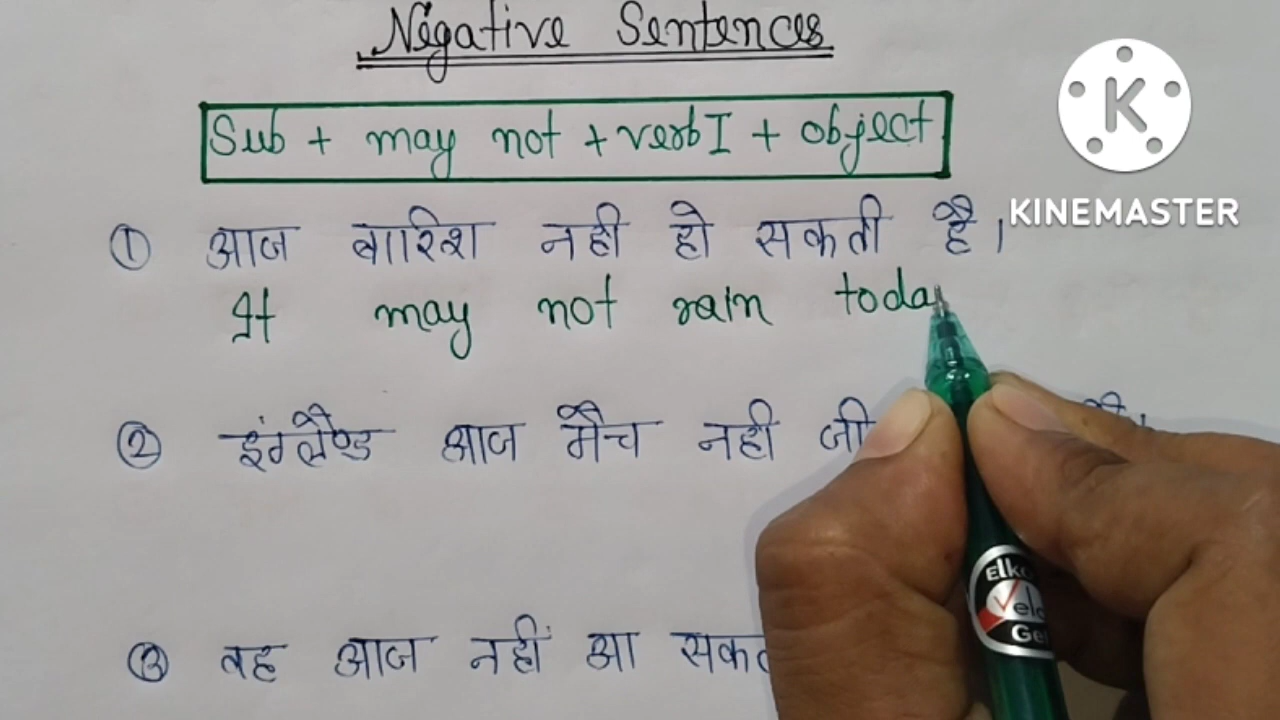 Negative Sentences
Sub + may not + verb I + object
K
KINEMASTER
① आज बारिश नही हो सकती है।
It may not rain toda
② इंग्लैण्ड आज मैच नही
③ वह आज नहीं आ
Gel